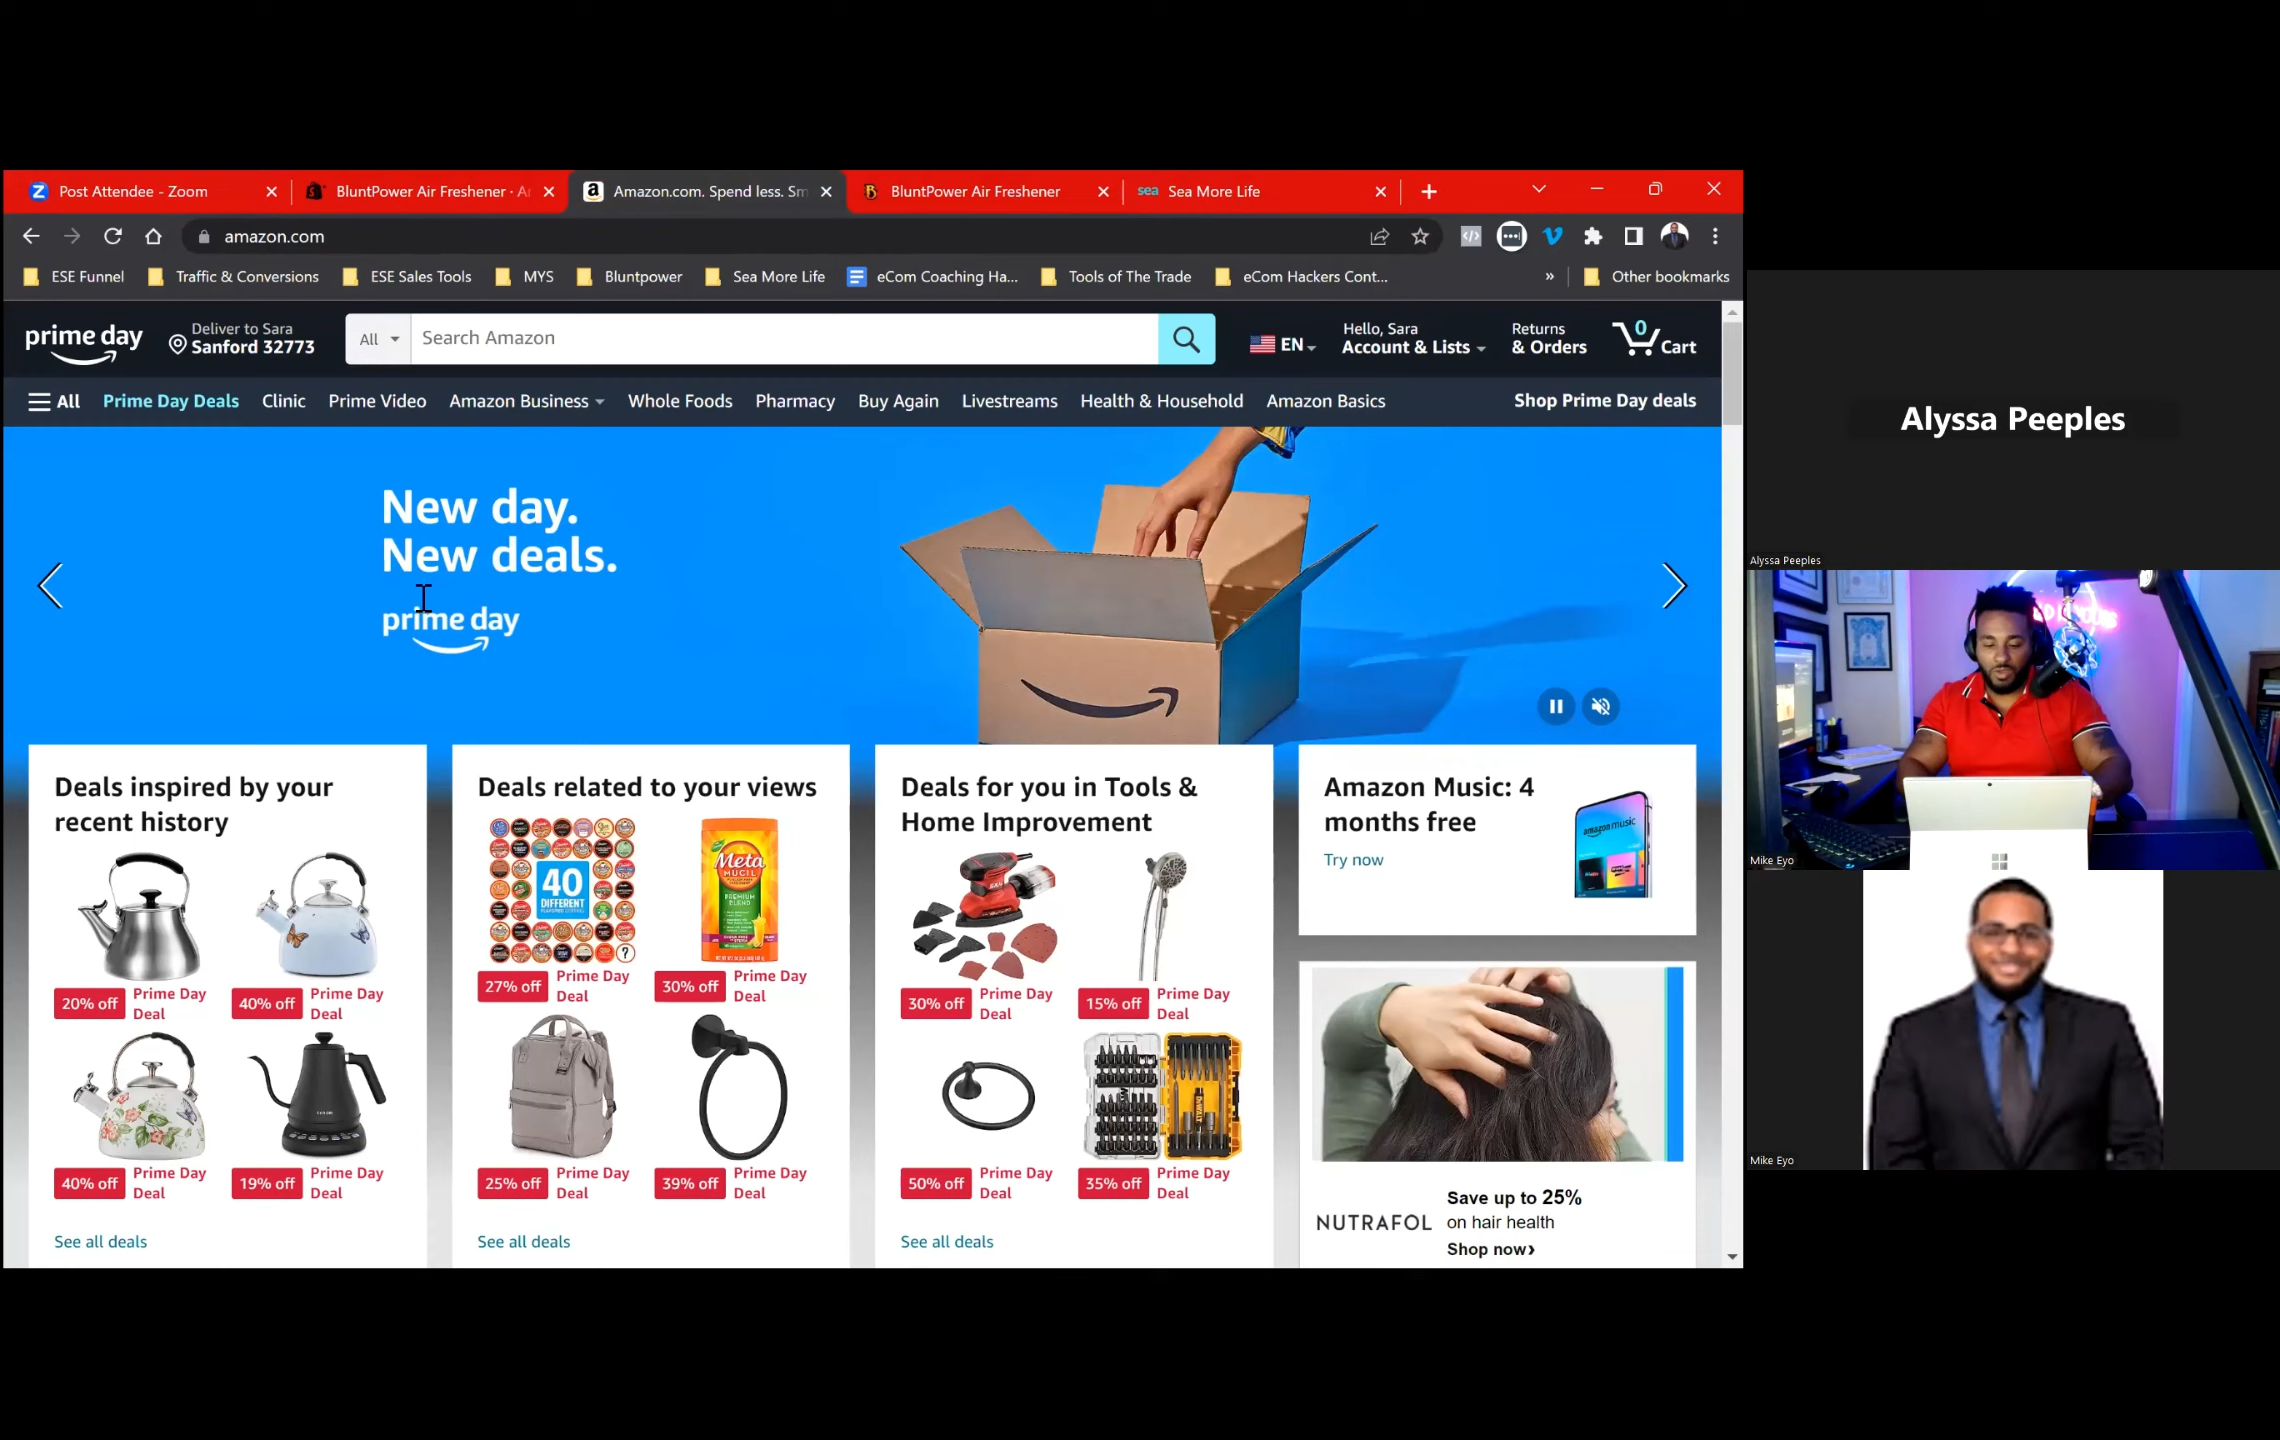 Post Attendee - Zoom
BluntPower Air Freshener · Ar
Amazon.com. Spend less. Sm
BluntPower Air Freshener
sea Sea More Life
amazon.com
ESE Funnel
Traffic & Conversions
ESE Sales Tools
MYS
Bluntpower
Sea More Life
eCom Coaching Ha...
Tools of The Trade
eCom Hackers Cont...
» Other bookmarks
prime day
Deliver to Sara
Sanford 32773
All
Search Amazon
EN
Hello, Sara
Account & Lists
Returns
& Orders
0
Cart
All
Prime Day Deals
Clinic
Prime Video
Amazon Business
Whole Foods
Pharmacy
Buy Again
Livestreams
Health & Household
Amazon Basics
Shop Prime Day deals
New day.
New deals.
prime day
Deals inspired by your
recent history
20% off
Prime Day
Deal
40% off
Prime Day
Deal
40% off
Prime Day
Deal
19% off
Prime Day
Deal
See all deals
Deals related to your views
40
DIFFERENT
Meta
MUCIL
PREMIUM
BLEND
27% off
Prime Day
Deal
30% off
Prime Day
Deal
25% off
Prime Day
Deal
39% off
Prime Day
Deal
See all deals
Deals for you in Tools &
Home Improvement
30% off
Prime Day
Deal
15% off
Prime Day
Deal
DEWALT
50% off
Prime Day
Deal
35% off
Prime Day
Deal
See all deals
Amazon Music: 4
months free
Try now
amazon music
NUTRAFOL
Save up to 25%
on hair health
Shop now›
Alyssa Peeples
Alyssa Peeples
Mike Eyo
Mike Eyo